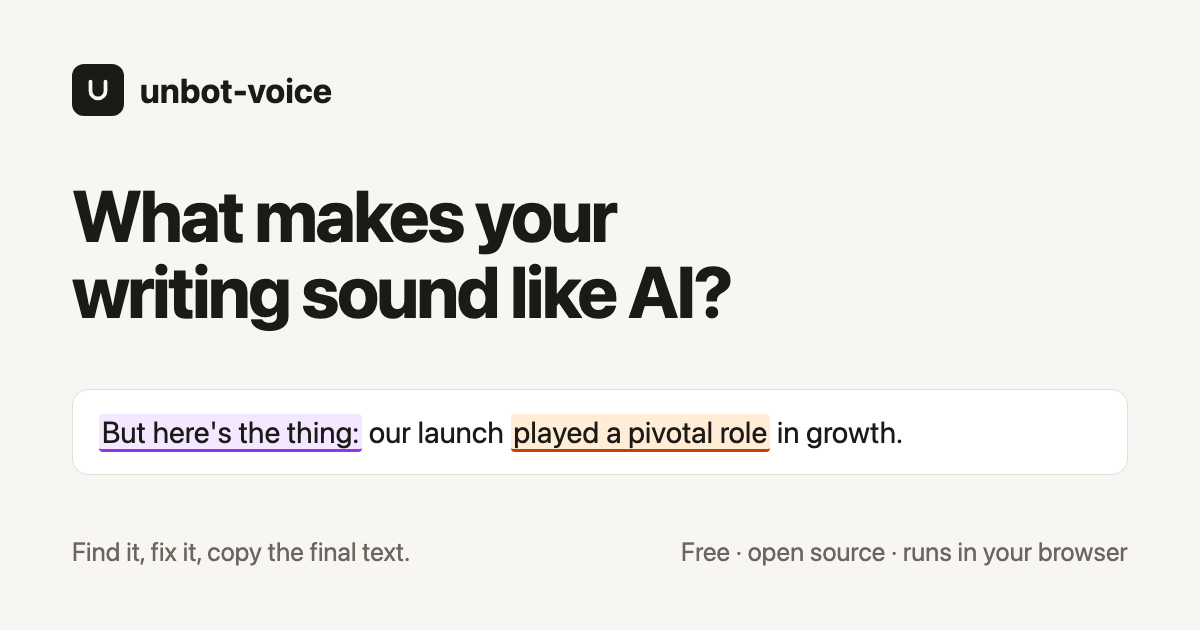 U
unbot-voice
What makes your
writing sound like AI?
But here's the thing: our launch played a pivotal role in growth.
Find it, fix it, copy the final text.
Free · open source · runs in your browser